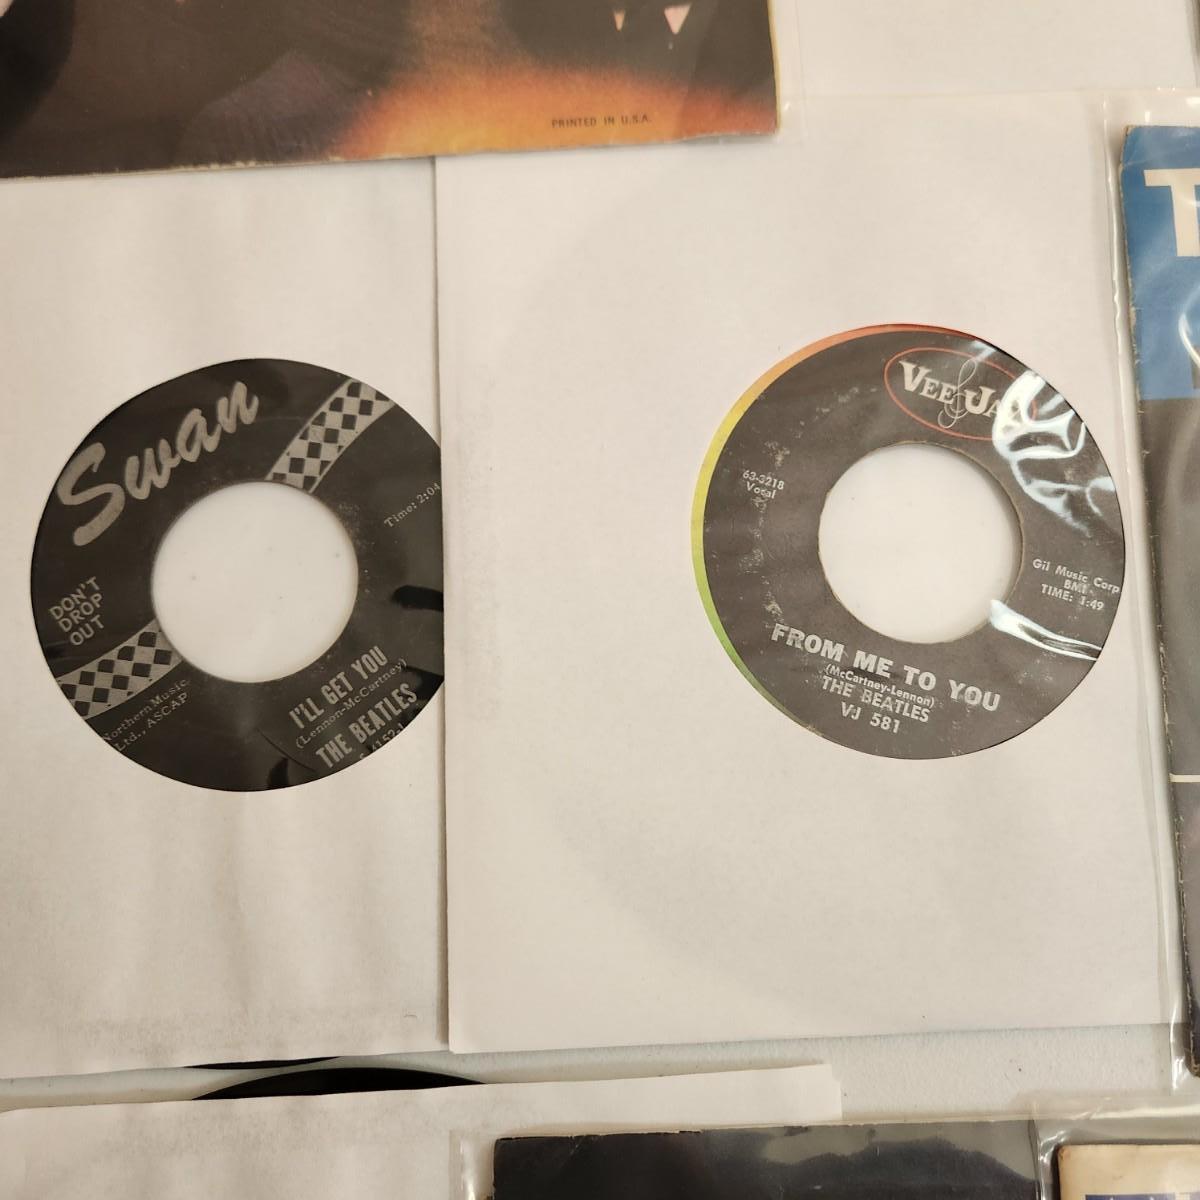 PRINTED IN U.S.A.
Swan
Time: 2:04
DON'T
DROP
OUT
Northern Music
Ltd., ASCAP
I'LL GET YOU
(Lennon-McCartney)
THE BEATLES
VEE JAY
63-3218
Vocal
Gil Music Corp
BMI
TIME: 1:49
FROM ME TO YOU
(McCartney-Lennon)
THE BEATLES
VJ 581